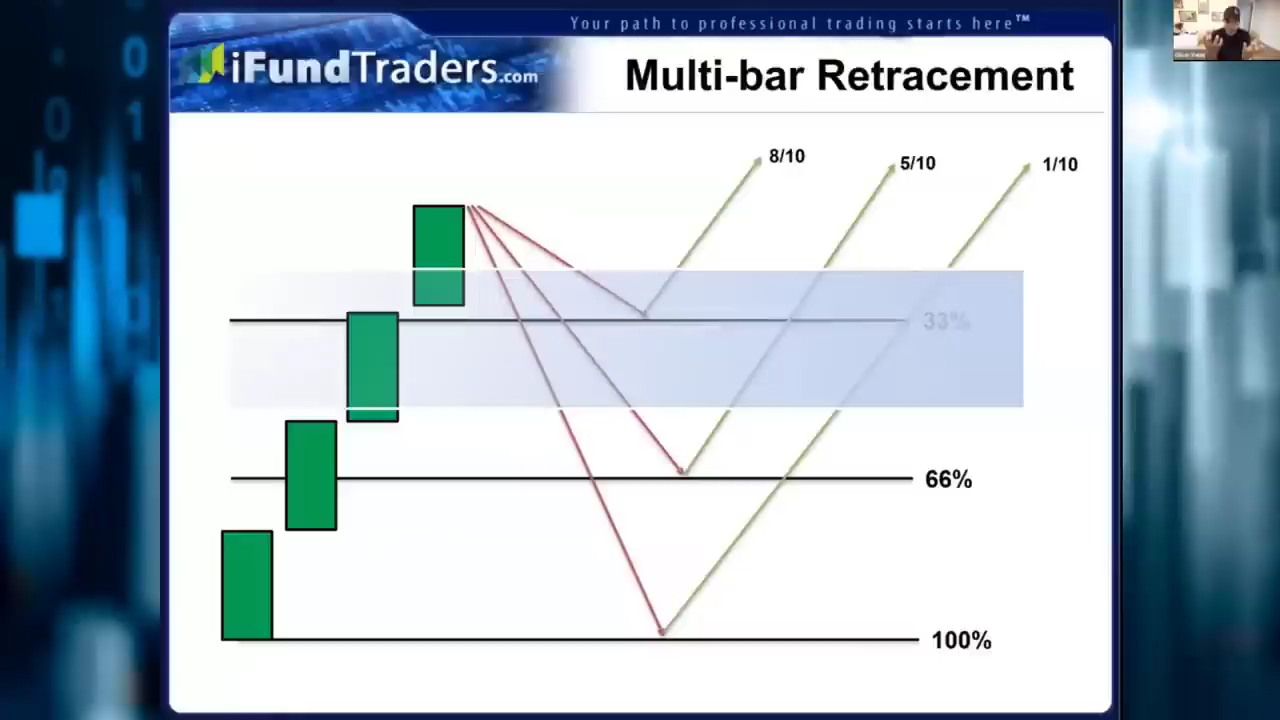 Your path to professional trading starts here™
iFundTraders.com
Multi-bar Retracement
8/10
5/10
1/10
33%
66%
100%